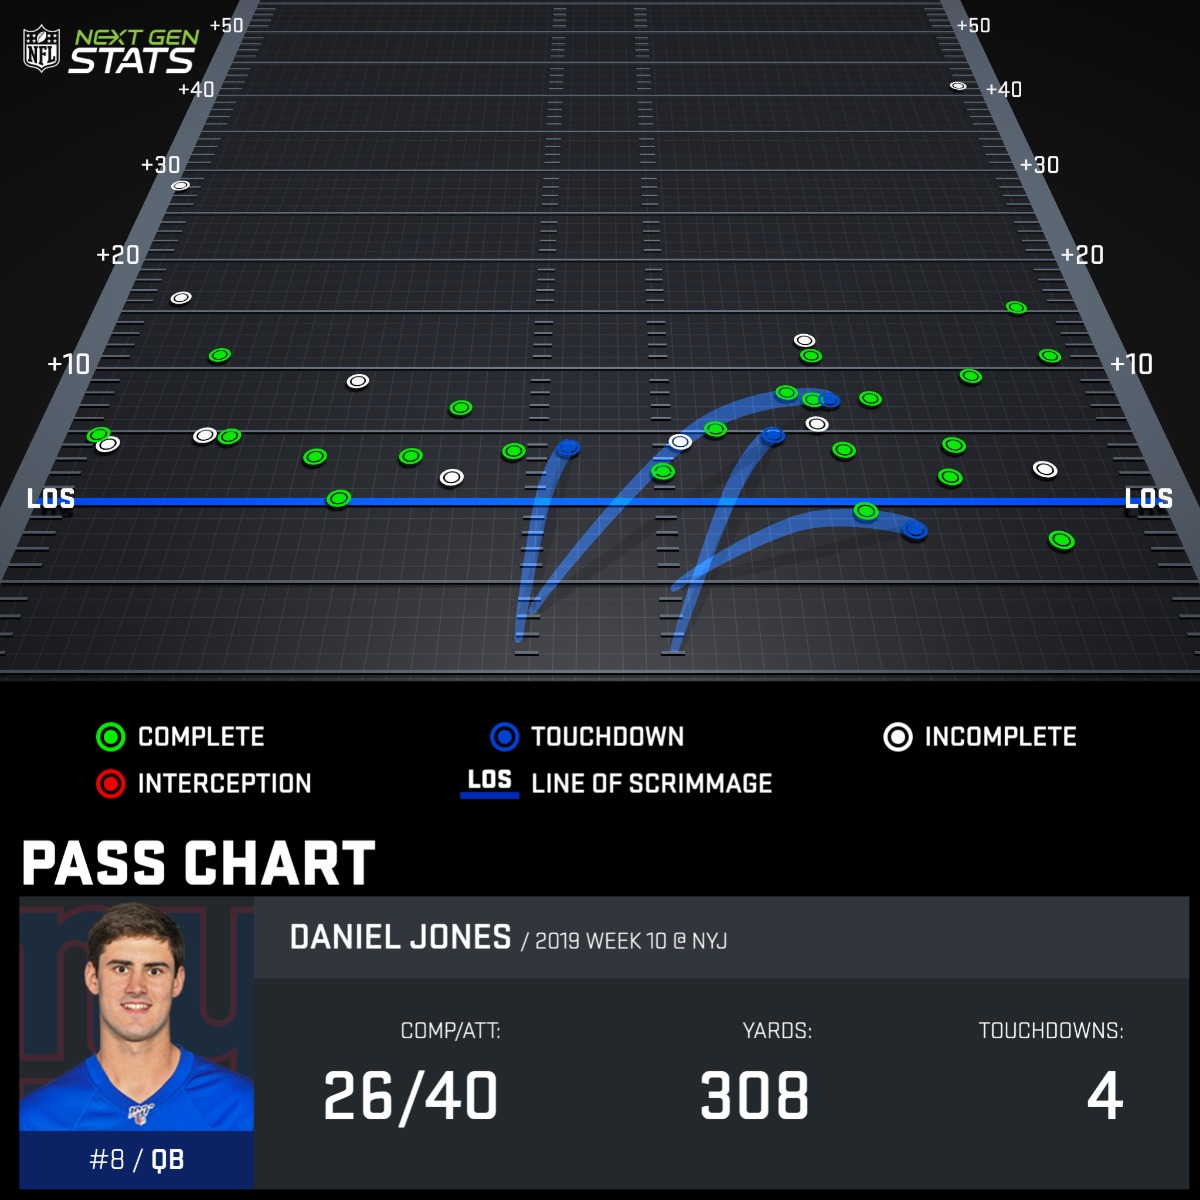 NFL
NEXT GEN
STATS
+50 +50
+40 +40
+30 +30
+20 +20
+10 +10
LOS LOS
COMPLETE TOUCHDOWN INCOMPLETE
INTERCEPTION LOS LINE OF SCRIMMAGE
PASS CHART
DANIEL JONES / 2019 WEEK 10 @ NYJ
COMP/ATT: YARDS: TOUCHDOWNS:
26/40 308 4
#8 / QB